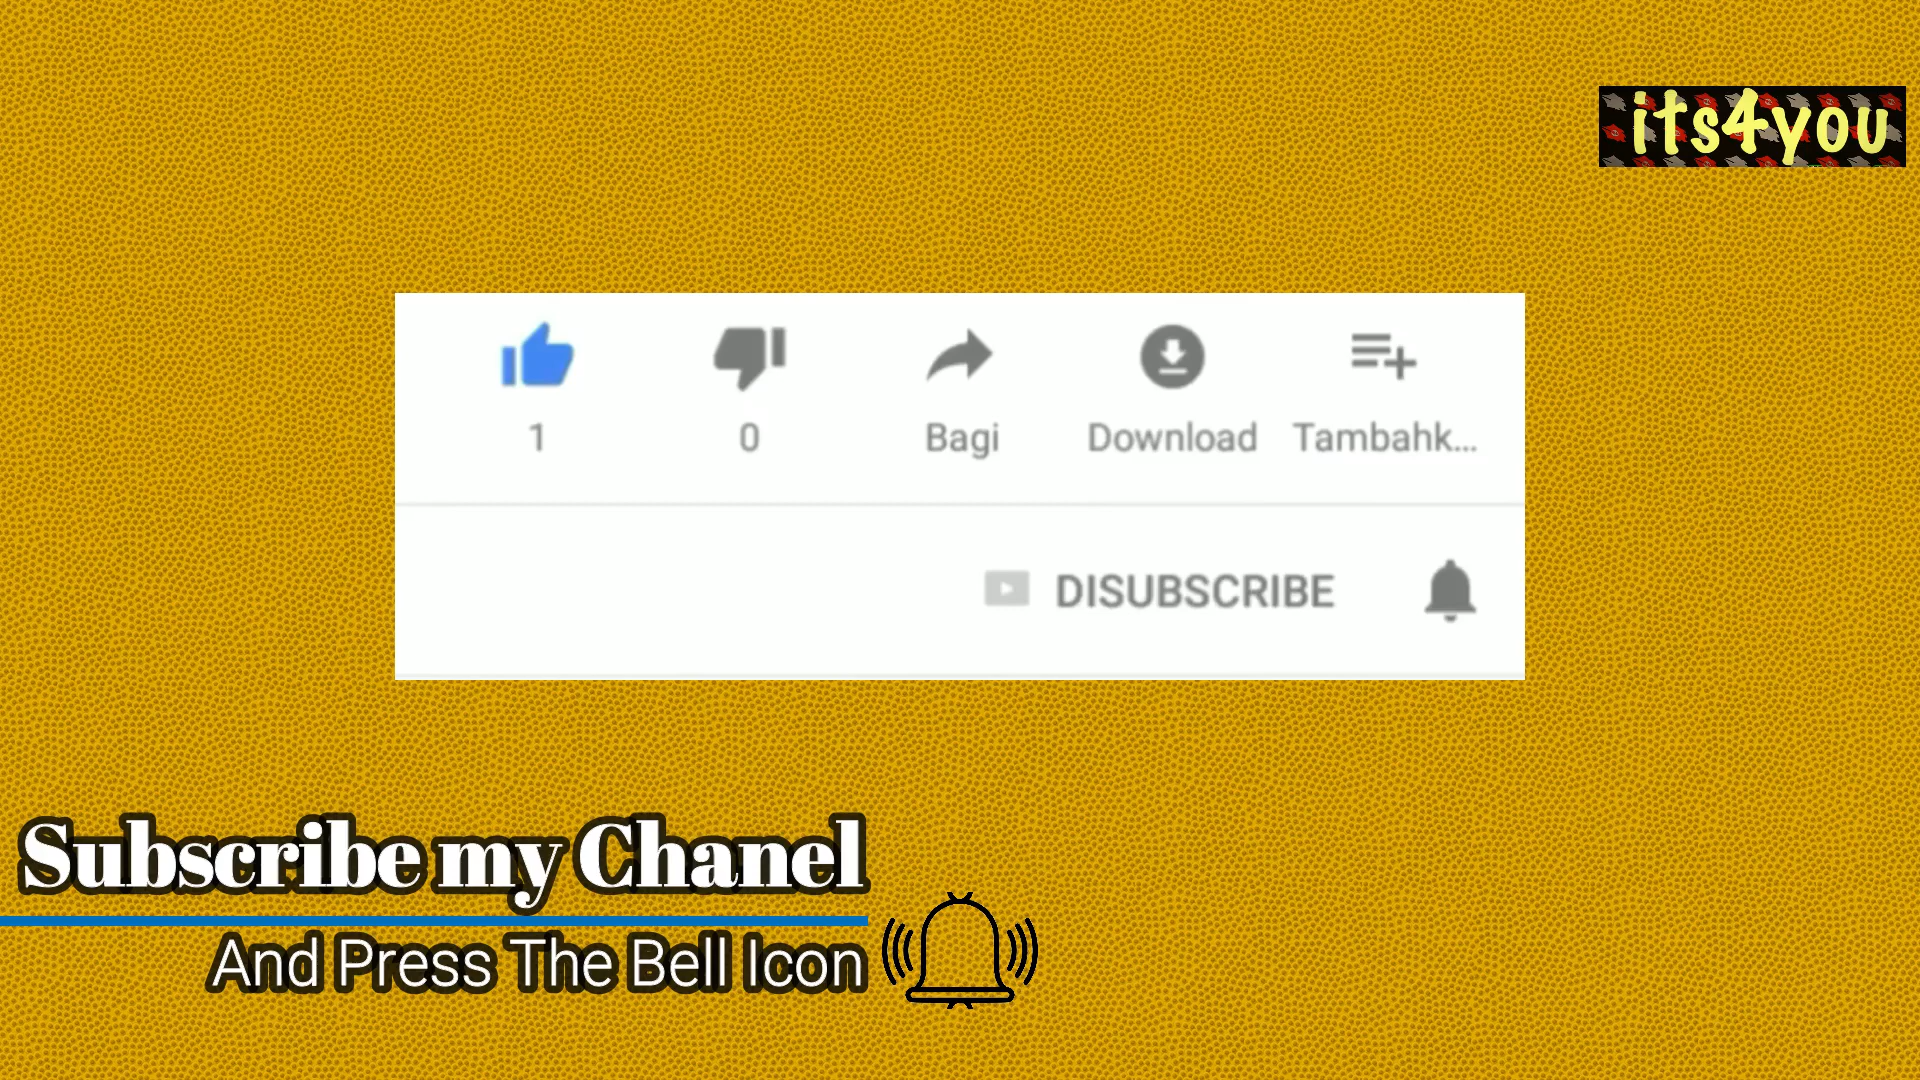 its4you
1 0 Bagi Download Tambahk...
DISUBSCRIBE
Subscribe my Chanel
And Press The Bell Icon